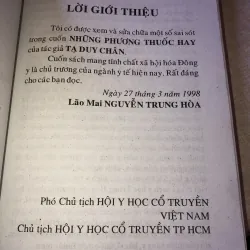 LỜI GIỚI THIỆU
Tôi có được xem và sửa chữa một số sai sót
trong cuốn NHỮNG PHƯƠNG THUỐC HAY
của tác giả TẠ DUY CHÂN.
Cuốn sách mang tính chất xã hội hóa Đông
y là chủ trương của ngành y tế hiện nay. Rất đáng
cho các bạn đọc.
Ngày 27 tháng 3 năm 1998
Lão Mai NGUYỄN TRUNG HÒA
Phó Chủ tịch HỘI Y HỌC CỔ TRUYỀN
VIỆT NAM
Chủ tịch HỘI Y HỌC CỔ TRUYỀN TP HCM